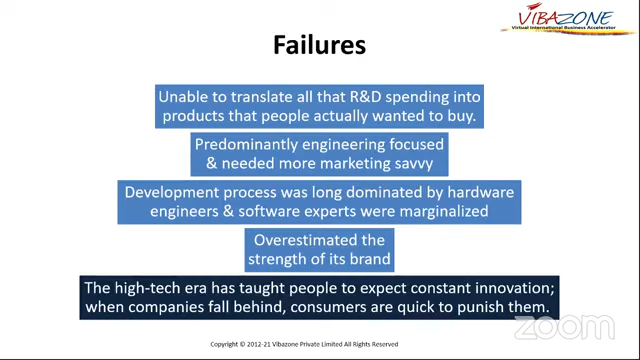 VIBAZONE
Virtual International Business Accelerator
Failures
Unable to translate all that R&D spending into
products that people actually wanted to buy.
Predominantly engineering focused
& needed more marketing savvy
Development process was long dominated by hardware
engineers & software experts were marginalized
Overestimated the
strength of its brand
The high-tech era has taught people to expect constant innovation;
when companies fall behind, consumers are quick to punish them.
zoom
Copyright © 2012-21 Vibazone Private Limited All Rights Reserved